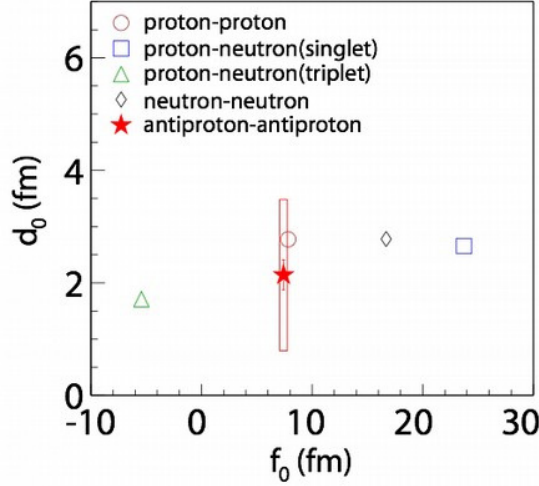 proton-proton
proton-neutron(singlet)
proton-neutron(triplet)
neutron-neutron
antiproton-antiproton
6
4
2
0
d₀ (fm)
-10 0 10 20 30
f₀ (fm)